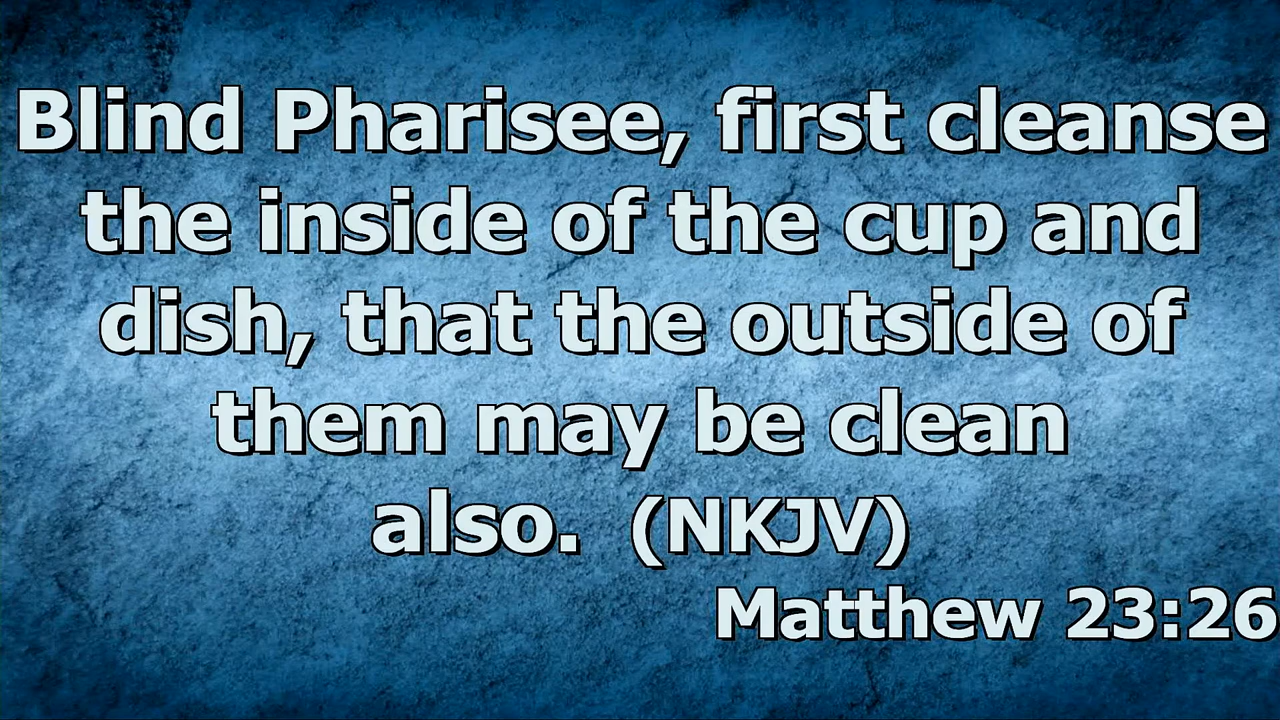 Blind Pharisee, first cleanse
the inside of the cup and
dish, that the outside of
them may be clean
also.  (NKJV)
Matthew 23:26